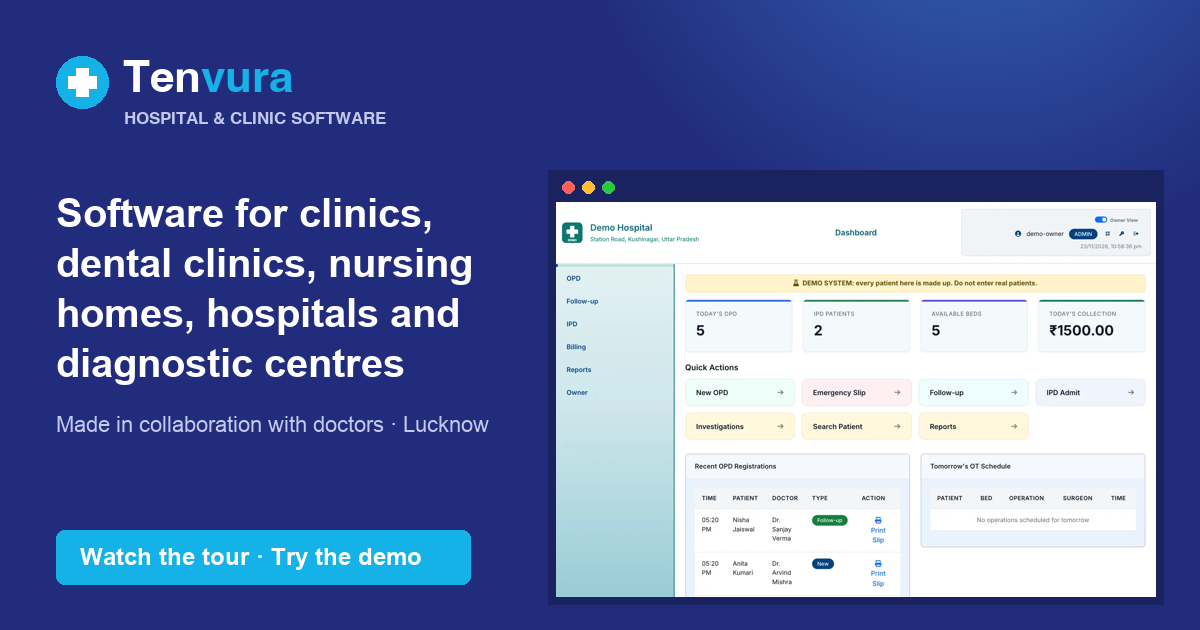 Tenvura
HOSPITAL & CLINIC SOFTWARE
Software for clinics,
dental clinics, nursing
homes, hospitals and
diagnostic centres
Made in collaboration with doctors · Lucknow
Watch the tour · Try the demo
Demo Hospital
Station Road, Kushinagar, Uttar Pradesh
Dashboard
Owner View
demo-owner ADMIN
23/11/2026, 10:58:36 pm
OPD
Follow-up
IPD
Billing
Reports
Owner
DEMO SYSTEM: every patient here is made up. Do not enter real patients.
TODAY'S OPD
5
IPD PATIENTS
2
AVAILABLE BEDS
5
TODAY'S COLLECTION
₹1500.00
Quick Actions
New OPD →
Emergency Slip →
Follow-up →
IPD Admit →
Investigations →
Search Patient →
Reports →
Recent OPD Registrations
TIME PATIENT DOCTOR TYPE ACTION
05:20 PM Nisha Jaiswal Dr. Sanjay Verma Follow-up Print Slip
05:20 PM Anita Kumari Dr. Arvind Mishra New Print Slip
Tomorrow's OT Schedule
PATIENT BED OPERATION SURGEON TIME
No operations scheduled for tomorrow